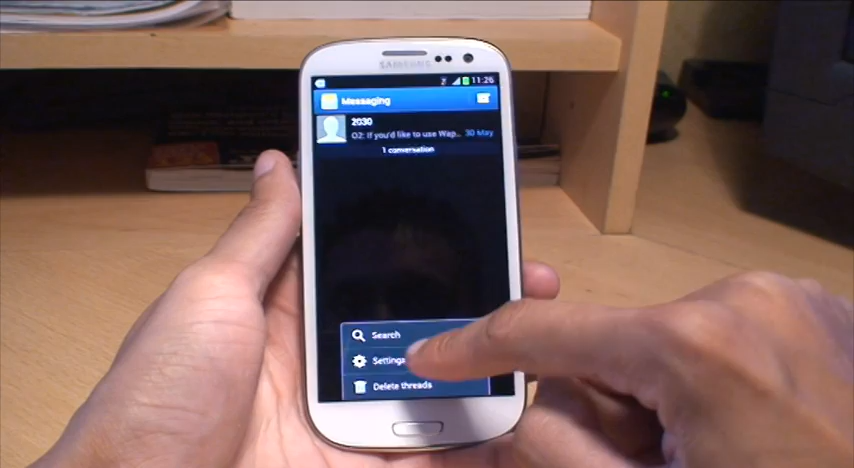 SAMSUNG
11:26
Messaging
2030
O2: If you'd like to use Wap... 30 May
1 conversation
Search
Settings
Delete threads